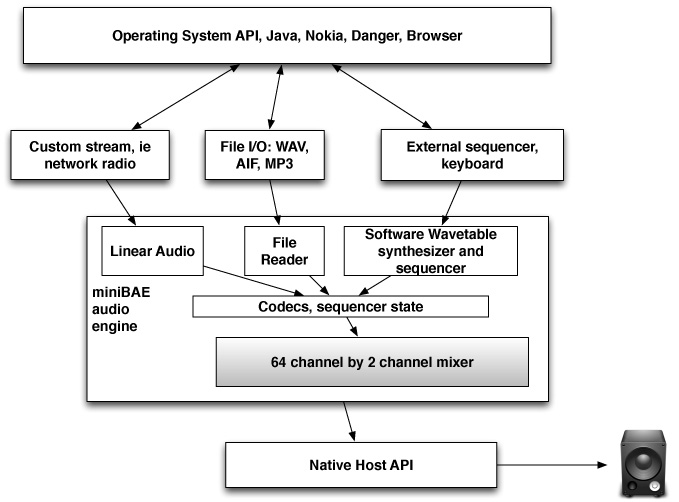 Operating System API, Java, Nokia, Danger, Browser
Custom stream, ie
network radio
File I/O: WAV,
AIF, MP3
External sequencer,
keyboard
Linear Audio
File
Reader
Software Wavetable
synthesizer and
sequencer
miniBAE
audio
engine
Codecs, sequencer state
64 channel by 2 channel mixer
Native Host API